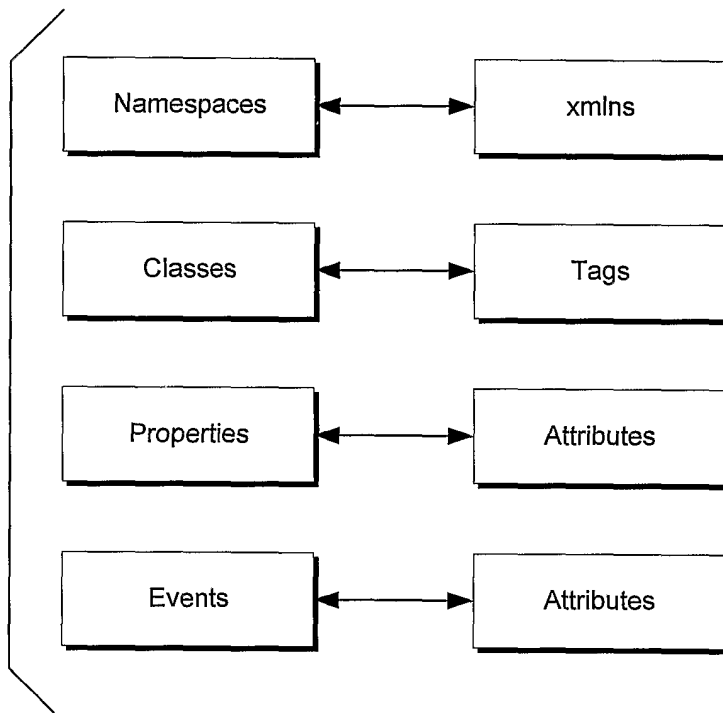 Namespaces
xmlns
Classes
Tags
Properties
Attributes
Events
Attributes